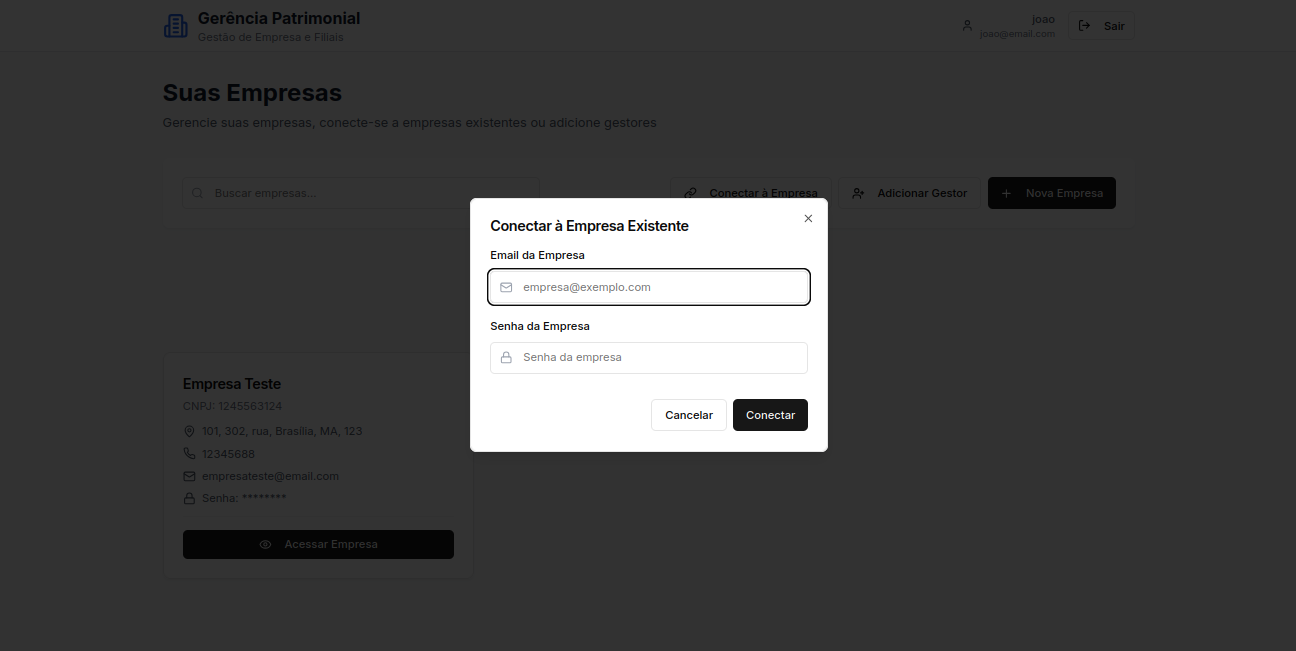 Gerência Patrimonial
Gestão de Empresa e Filiais
joao
joao@email.com
Sair
Suas Empresas
Gerencie suas empresas, conecte-se a empresas existentes ou adicione gestores
Buscar empresas...
Conectar à Empresa
Adicionar Gestor
Nova Empresa
Conectar à Empresa Existente
Email da Empresa
empresa@exemplo.com
Senha da Empresa
Senha da empresa
Cancelar
Conectar
Empresa Teste
CNPJ: 1245563124
101, 302, rua, Brasília, MA, 123
12345688
empresateste@email.com
Senha: ********
Acessar Empresa